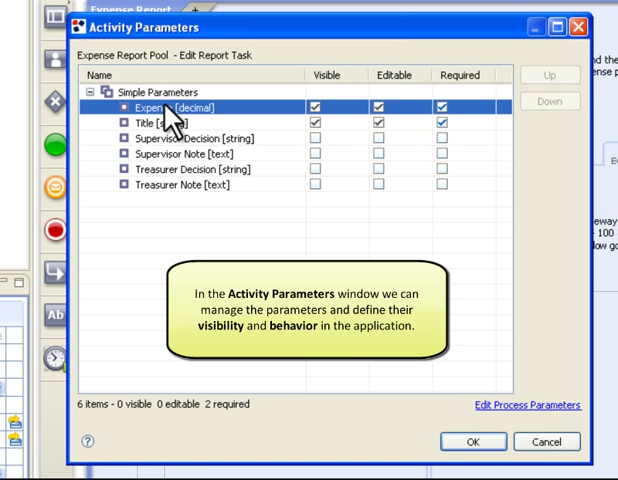 Expense Report +
Activity Parameters
Expense Report Pool - Edit Report Task
Name Visible Editable Required
Simple Parameters
[decimal]
Title
Supervisor Decision [string]
Supervisor Note [text]
Treasurer Decision [string]
Treasurer Note [text]
Up
Down
In the Activity Parameters window we can
manage the parameters and define their
visibility and behavior in the application.
6 items - 0 visible 0 editable 2 required
Edit Process Parameters
OK Cancel
Ab
100